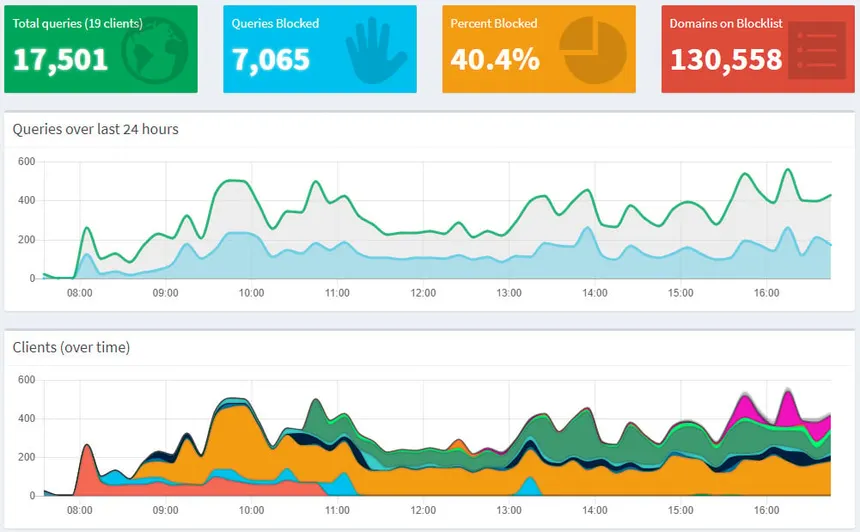 Total queries (19 clients)
17,501
Queries Blocked
7,065
Percent Blocked
40.4%
Domains on Blocklist
130,558
Queries over last 24 hours
600
400
200
0
08:00 09:00 10:00 11:00 12:00 13:00 14:00 15:00 16:00
Clients (over time)
600
400
200
0
08:00 09:00 10:00 11:00 12:00 13:00 14:00 15:00 16:00